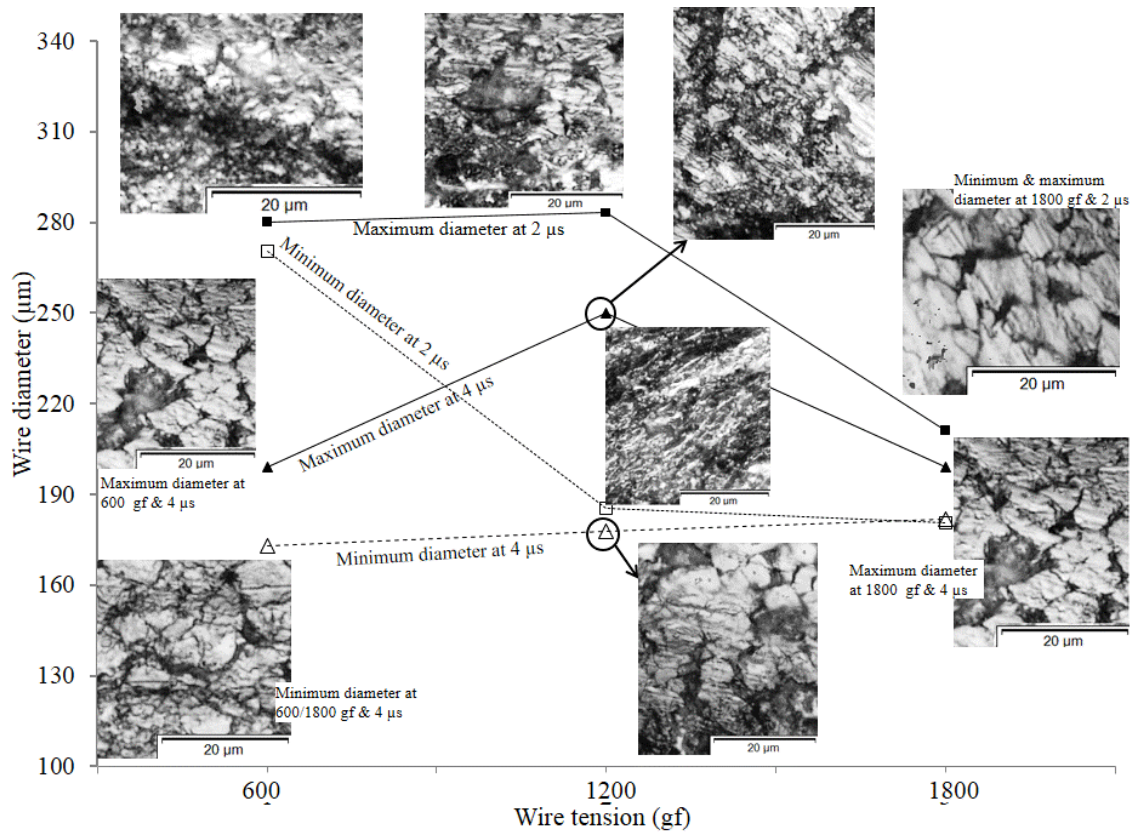 340
310
280
250
220
190
160
130
100
Wire diameter (µm)
20 µm
20 µm
20 µm
Minimum & maximum
diameter at 1800 gf & 2 µs
20 µm
Maximum diameter at 2 µs
Minimum diameter at 2 µs
Maximum diameter at 4 µs
20 µm
20 µm
Maximum diameter at
600 gf & 4 µs
Minimum diameter at 4 µs
Maximum diameter
at 1800 gf & 4 µs
20 µm
Minimum diameter at
600/1800 gf & 4 µs
20 µm
20 µm
600
1200
1800
Wire tension (gf)